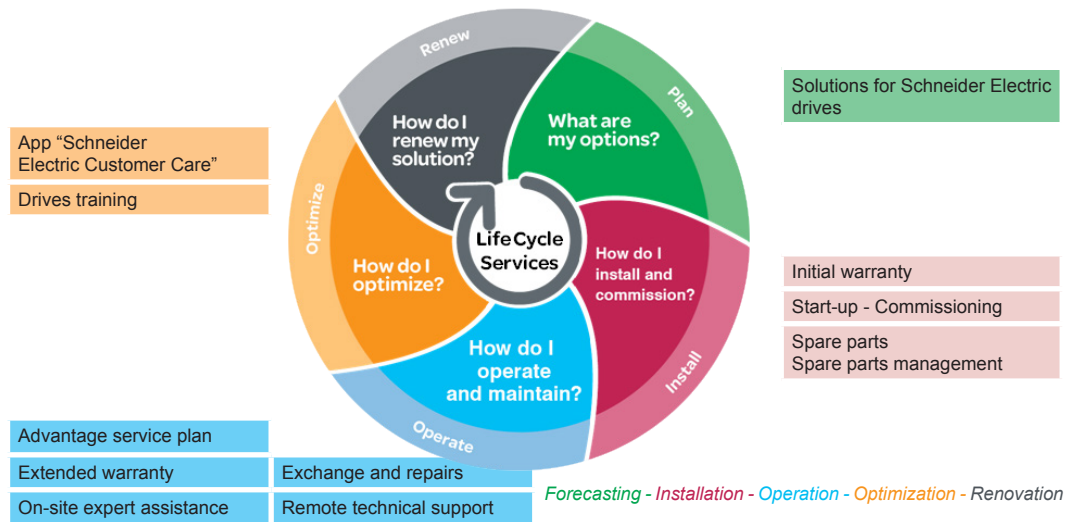 Renew
Plan
How do I
renew my
solution?
What are
my options?
Solutions for Schneider Electric
drives
App “Schneider
Electric Customer Care”
Drives training
Optimize
How do I
optimize?
Life Cycle
Services
How do I
install and
commission?
Initial warranty
Start-up - Commissioning
Spare parts
Spare parts management
Install
How do I
operate
and maintain?
Operate
Advantage service plan
Extended warranty
Exchange and repairs
On-site expert assistance
Remote technical support
Forecasting - Installation - Operation - Optimization - Renovation